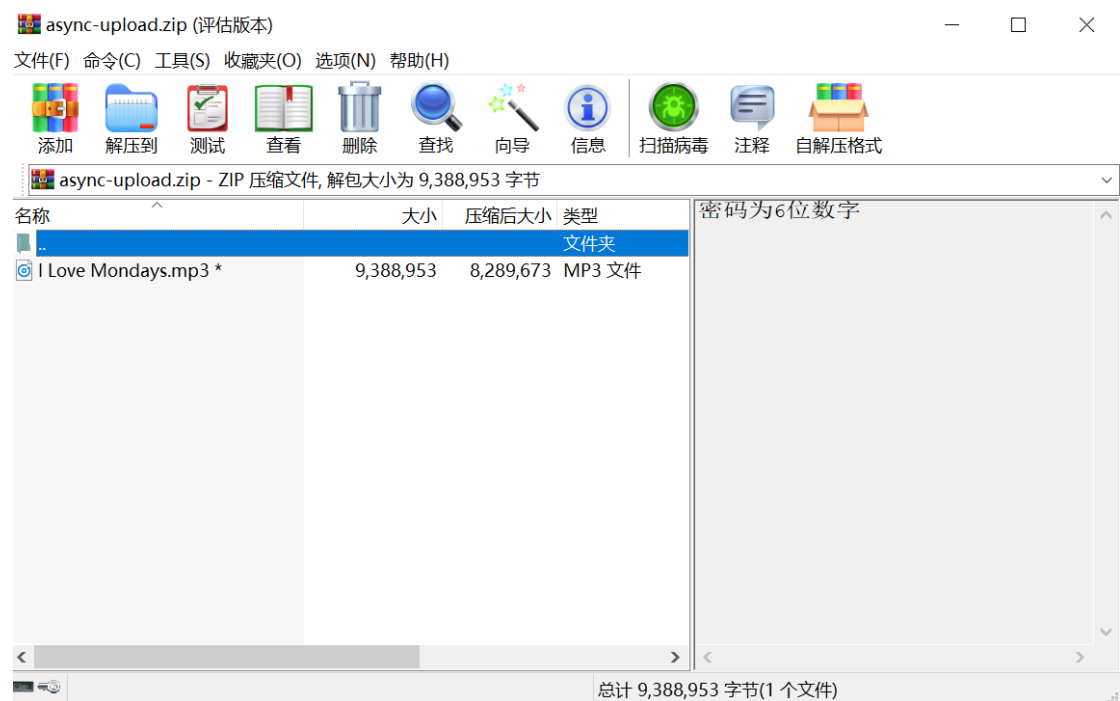 async-upload.zip (评估版本)
文件(F) 命令(C) 工具(S) 收藏夹(O) 选项(N) 帮助(H)
添加 解压到 测试 查看 删除 查找 向导 信息 扫描病毒 注释 自解压格式
async-upload.zip - ZIP 压缩文件, 解包大小为 9,388,953 字节
名称 大小 压缩后大小 类型
密码为6位数字
.. 文件夹
I Love Mondays.mp3 * 9,388,953 8,289,673 MP3 文件
总计 9,388,953 字节(1 个文件)